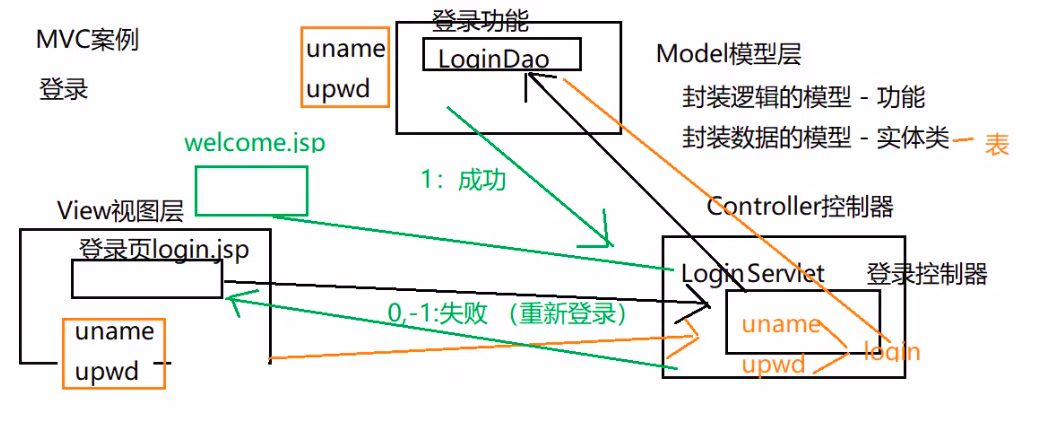 MVC案例
登录
登录功能
LoginDao
uname
upwd
Model模型层
封装逻辑的模型 - 功能
封装数据的模型 - 实体类
表
welcome.jsp
1：成功
View视图层
登录页login.jsp
uname
upwd
0,-1:失败 （重新登录）
Controller控制器
LoginServlet
登录控制器
uname
upwd
login